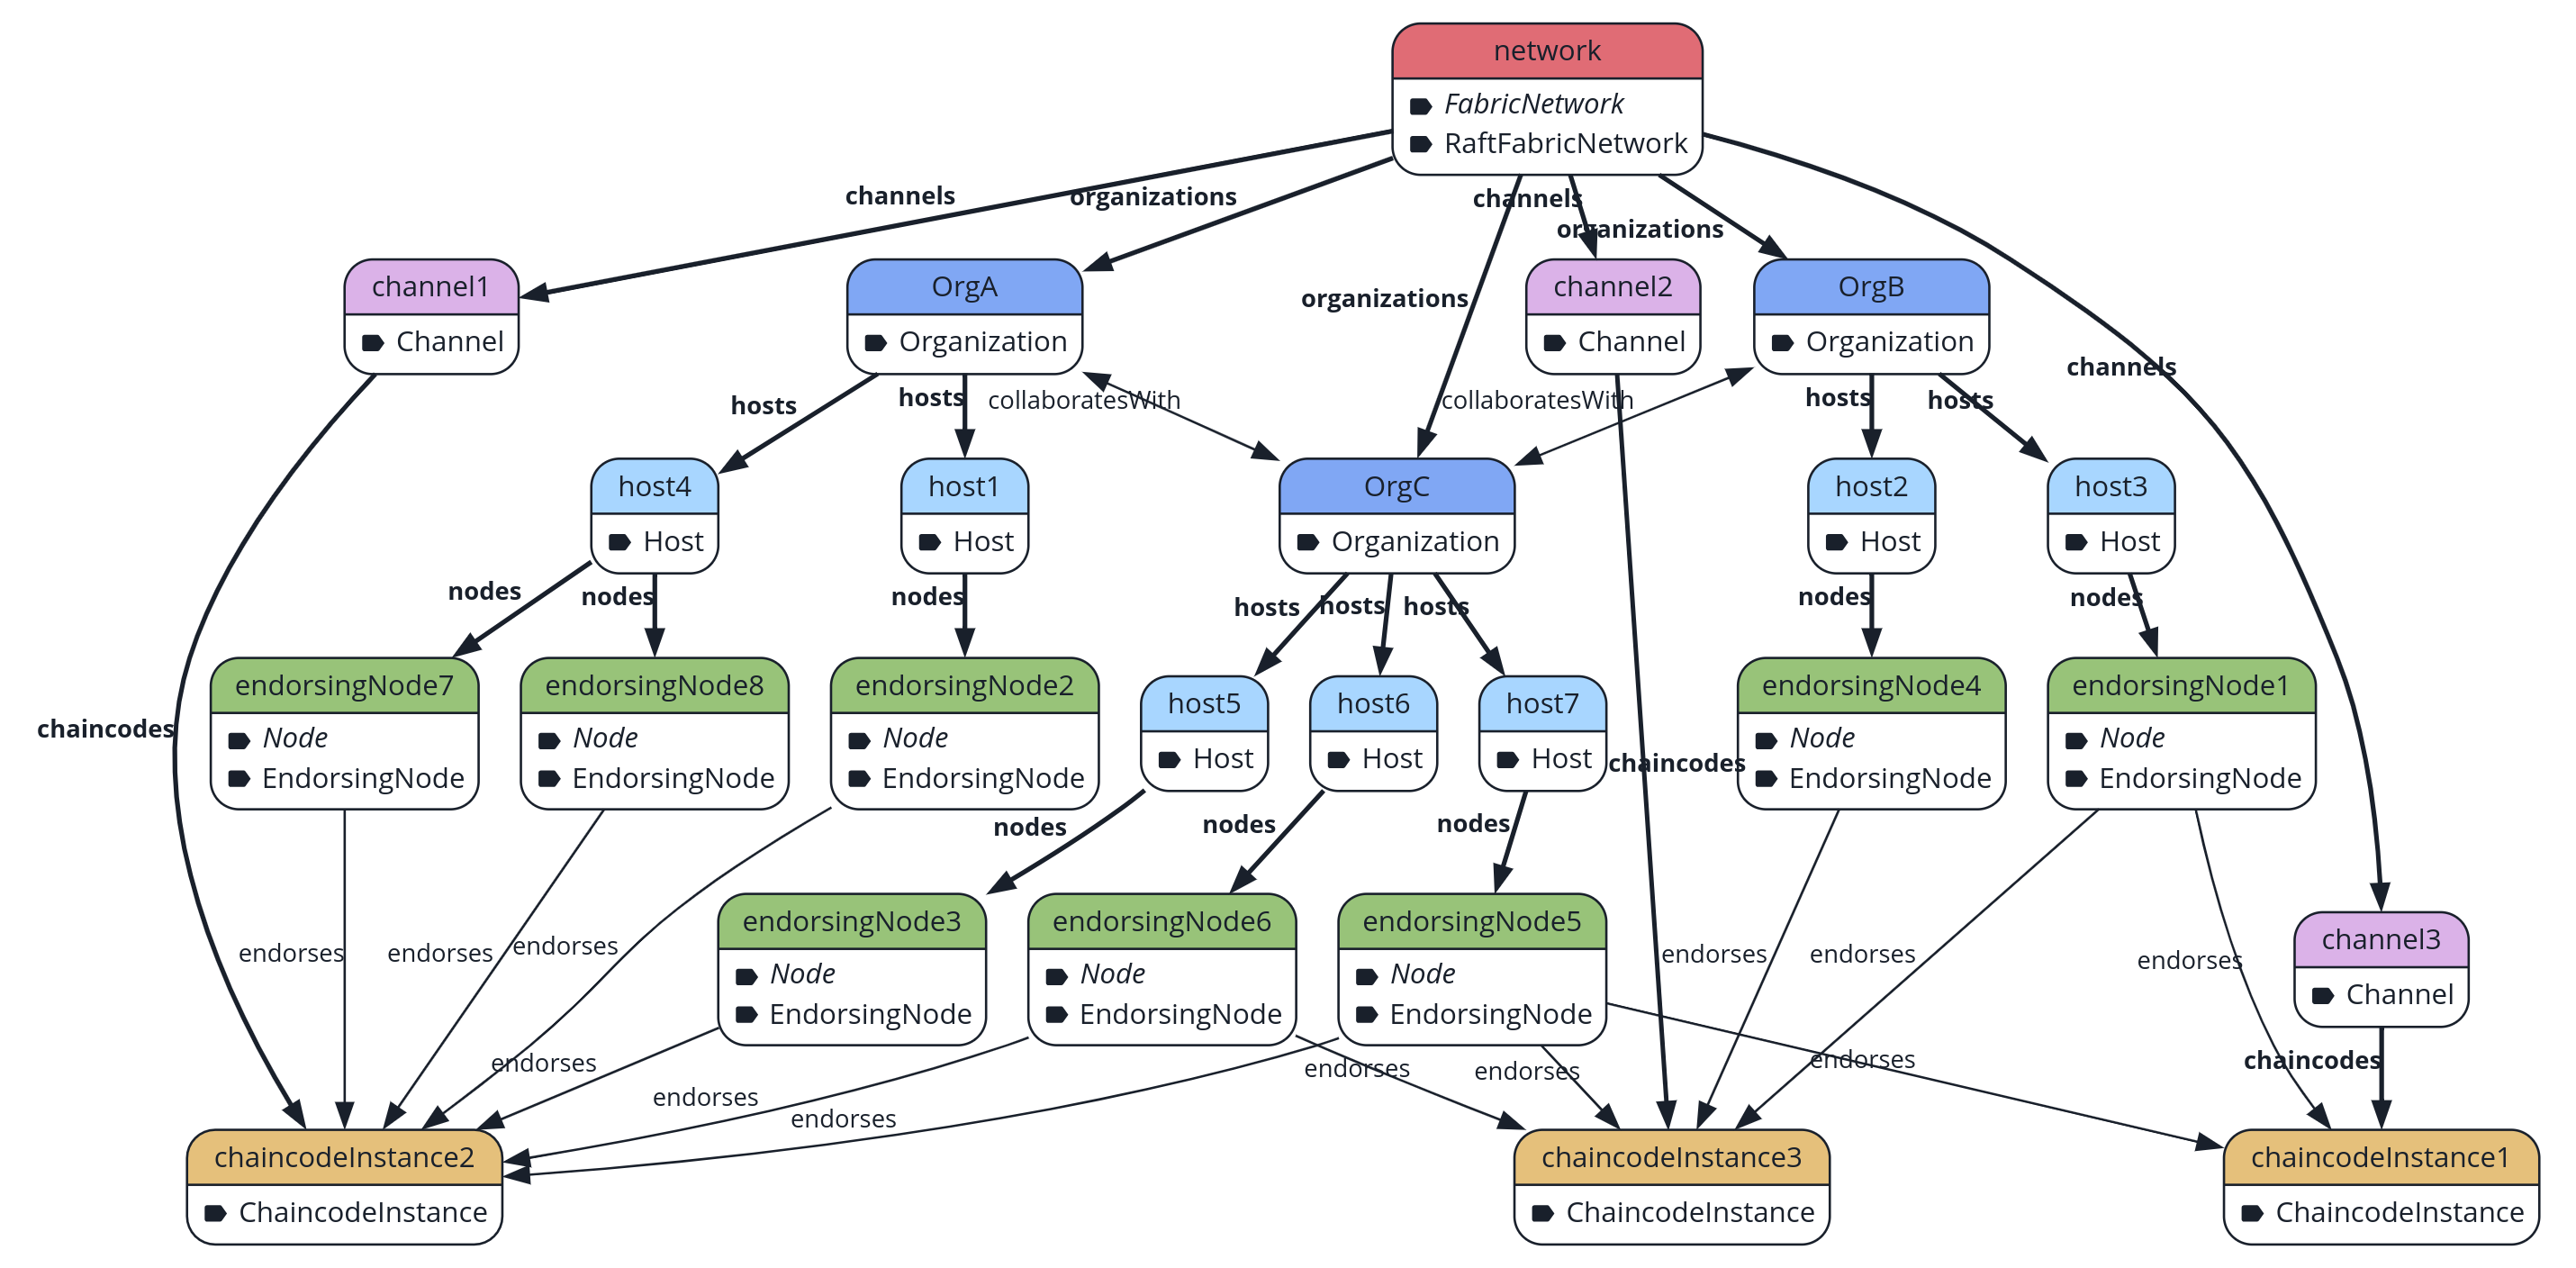 network
FabricNetwork
RaftFabricNetwork
channels
organizations
channels
organizations
organizations
channels
channel1
Channel
OrgA
Organization
channel2
Channel
OrgB
Organization
hosts
hosts
collaboratesWith
collaboratesWith
hosts
hosts
host4
Host
host1
Host
OrgC
Organization
host2
Host
host3
Host
nodes
nodes
nodes
hosts
hosts
hosts
nodes
nodes
chaincodes
endorsingNode7
Node
EndorsingNode
endorsingNode8
Node
EndorsingNode
endorsingNode2
Node
EndorsingNode
host5
Host
host6
Host
host7
Host
chaincodes
endorsingNode4
Node
EndorsingNode
endorsingNode1
Node
EndorsingNode
nodes
nodes
nodes
endorses
endorses
endorses
endorsingNode3
Node
EndorsingNode
endorsingNode6
Node
EndorsingNode
endorsingNode5
Node
EndorsingNode
endorses
endorses
endorses
channel3
Channel
endorses
endorses
endorses
endorses
endorses
endorses
chaincodes
chaincodeInstance2
ChaincodeInstance
chaincodeInstance3
ChaincodeInstance
chaincodeInstance1
ChaincodeInstance